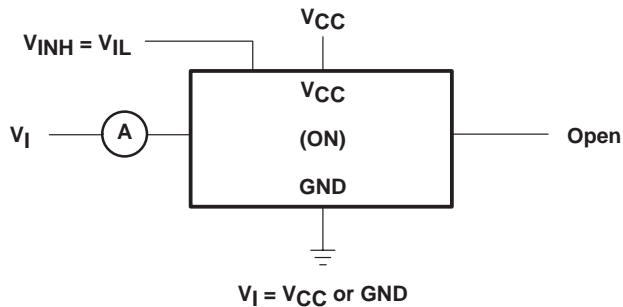 VCC
VINH = VIL
VCC
VI
A
(ON)
Open
GND
VI = VCC or GND